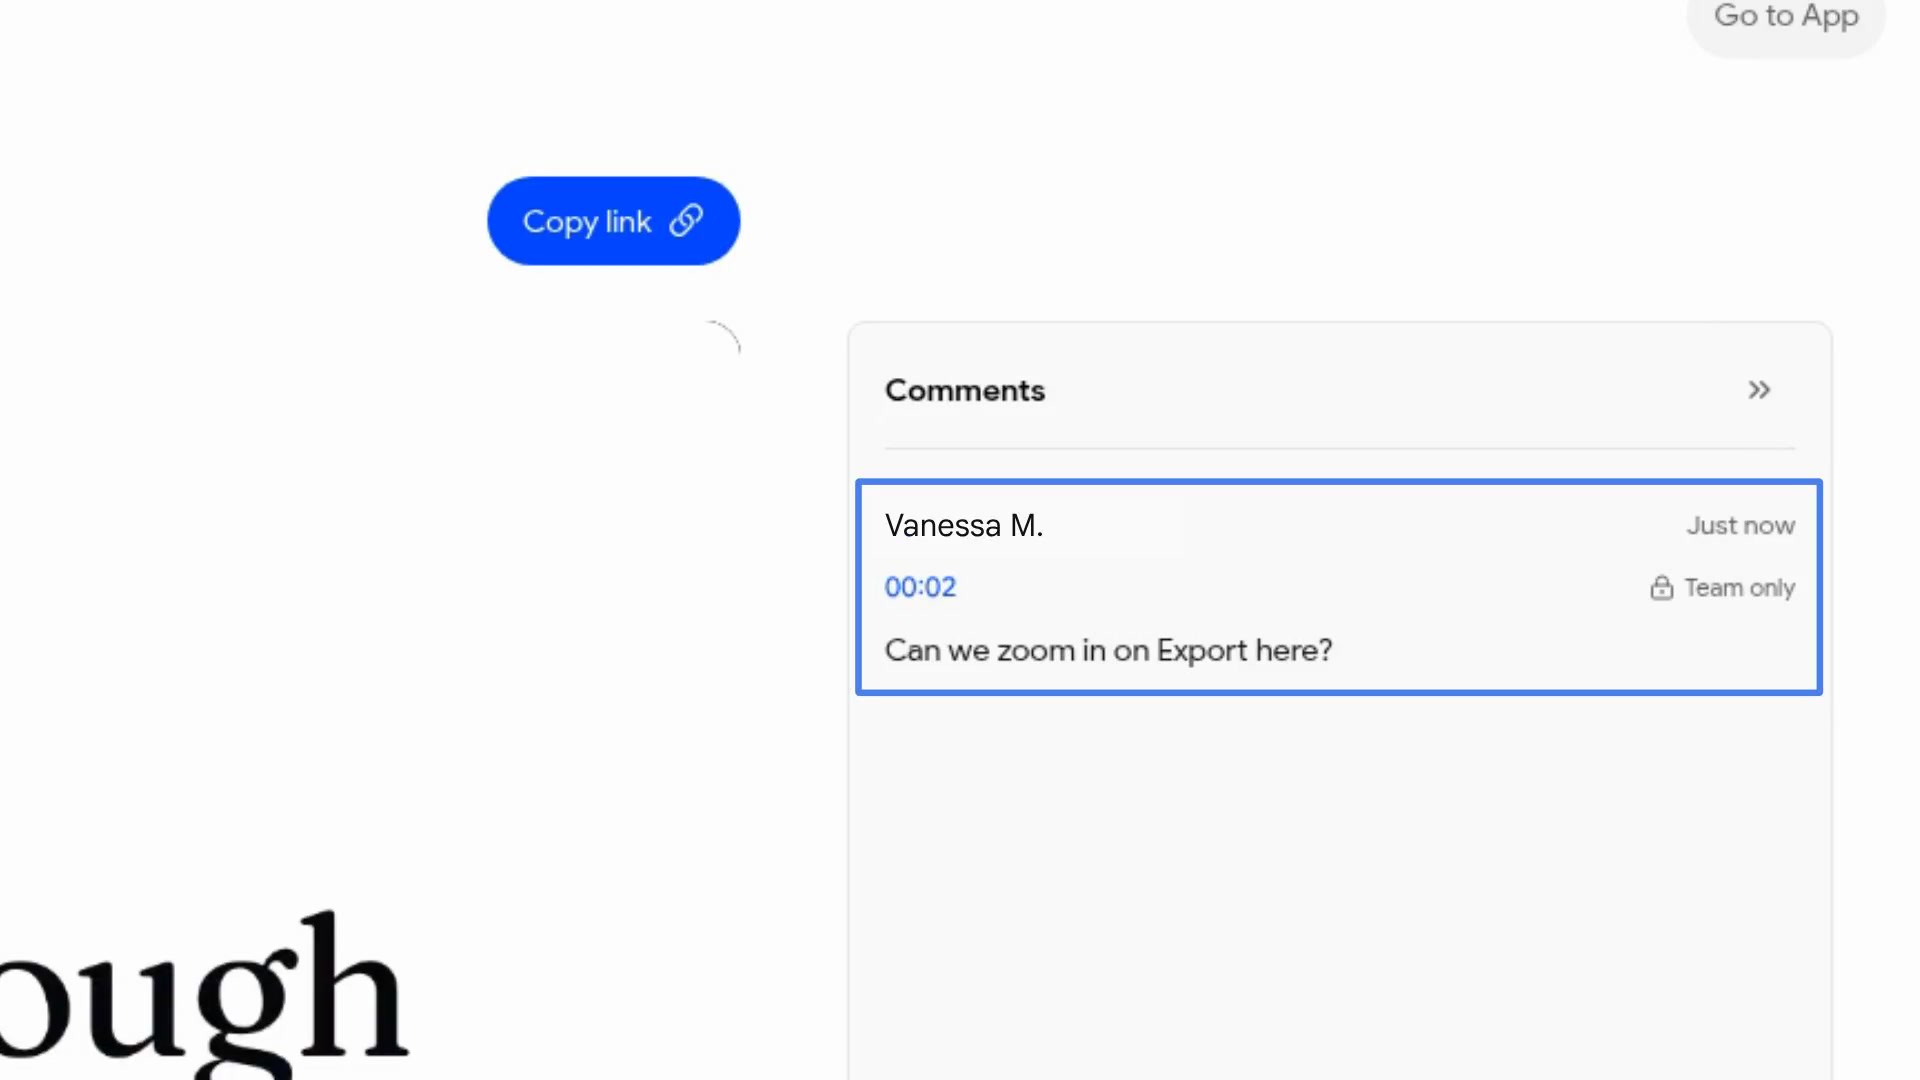 Go to App
Copy link
Comments
Vanessa M.
Just now
00:02
Team only
Can we zoom in on Export here?
ough